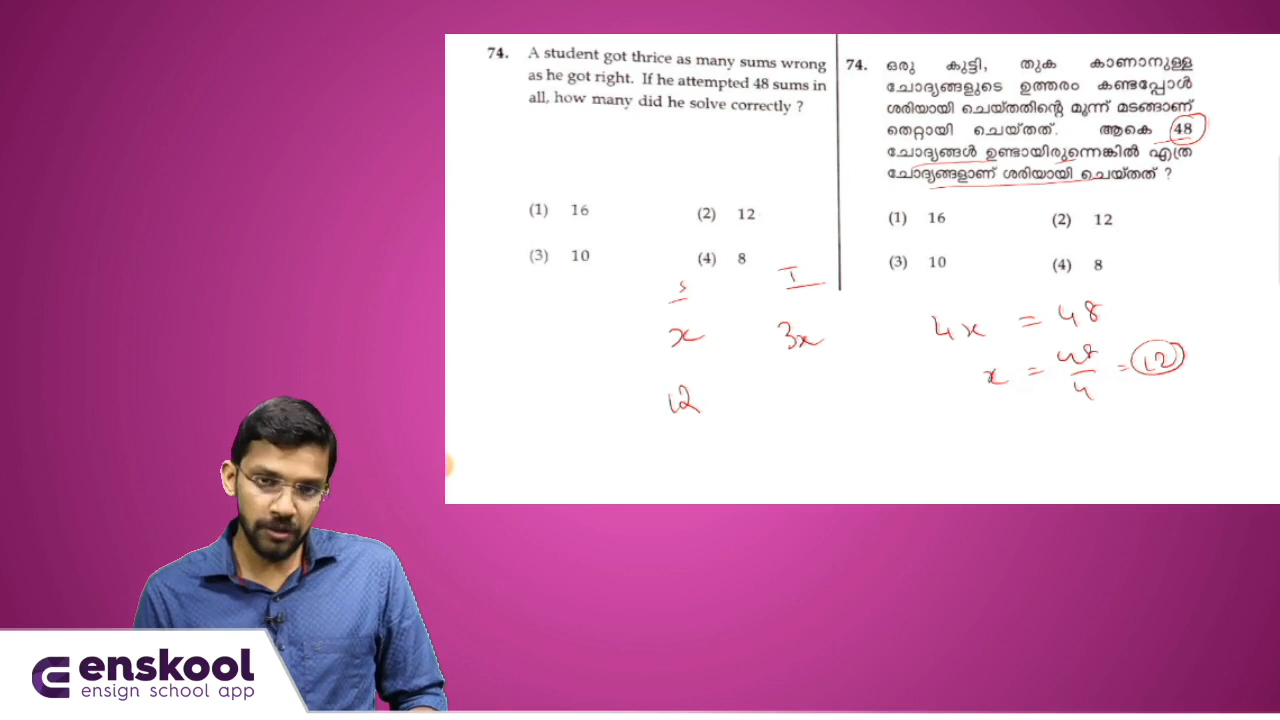 74. A student got thrice as many sums wrong
as he got right. If he attempted 48 sums in
all, how many did he solve correctly ?
(1) 16 (2) 12
(3) 10 (4) 8
74. ഒരു കുട്ടി, തുക കാണാനുള്ള
ചോദ്യങ്ങളുടെ ഉത്തരം കണ്ടപ്പോൾ
ശരിയായി ചെയ്തതിന്റെ മൂന്ന് മടങ്ങാണ്
തെറ്റായി ചെയ്തത്. ആകെ 48
ചോദ്യങ്ങൾ ഉണ്ടായിരുന്നെങ്കിൽ എത്ര
ചോദ്യങ്ങളാണ് ശരിയായി ചെയ്തത് ?
(1) 16 (2) 12
(3) 10 (4) 8
x 3x
12
4x = 48
x = 48/4 = 12
enskool
ensign school app